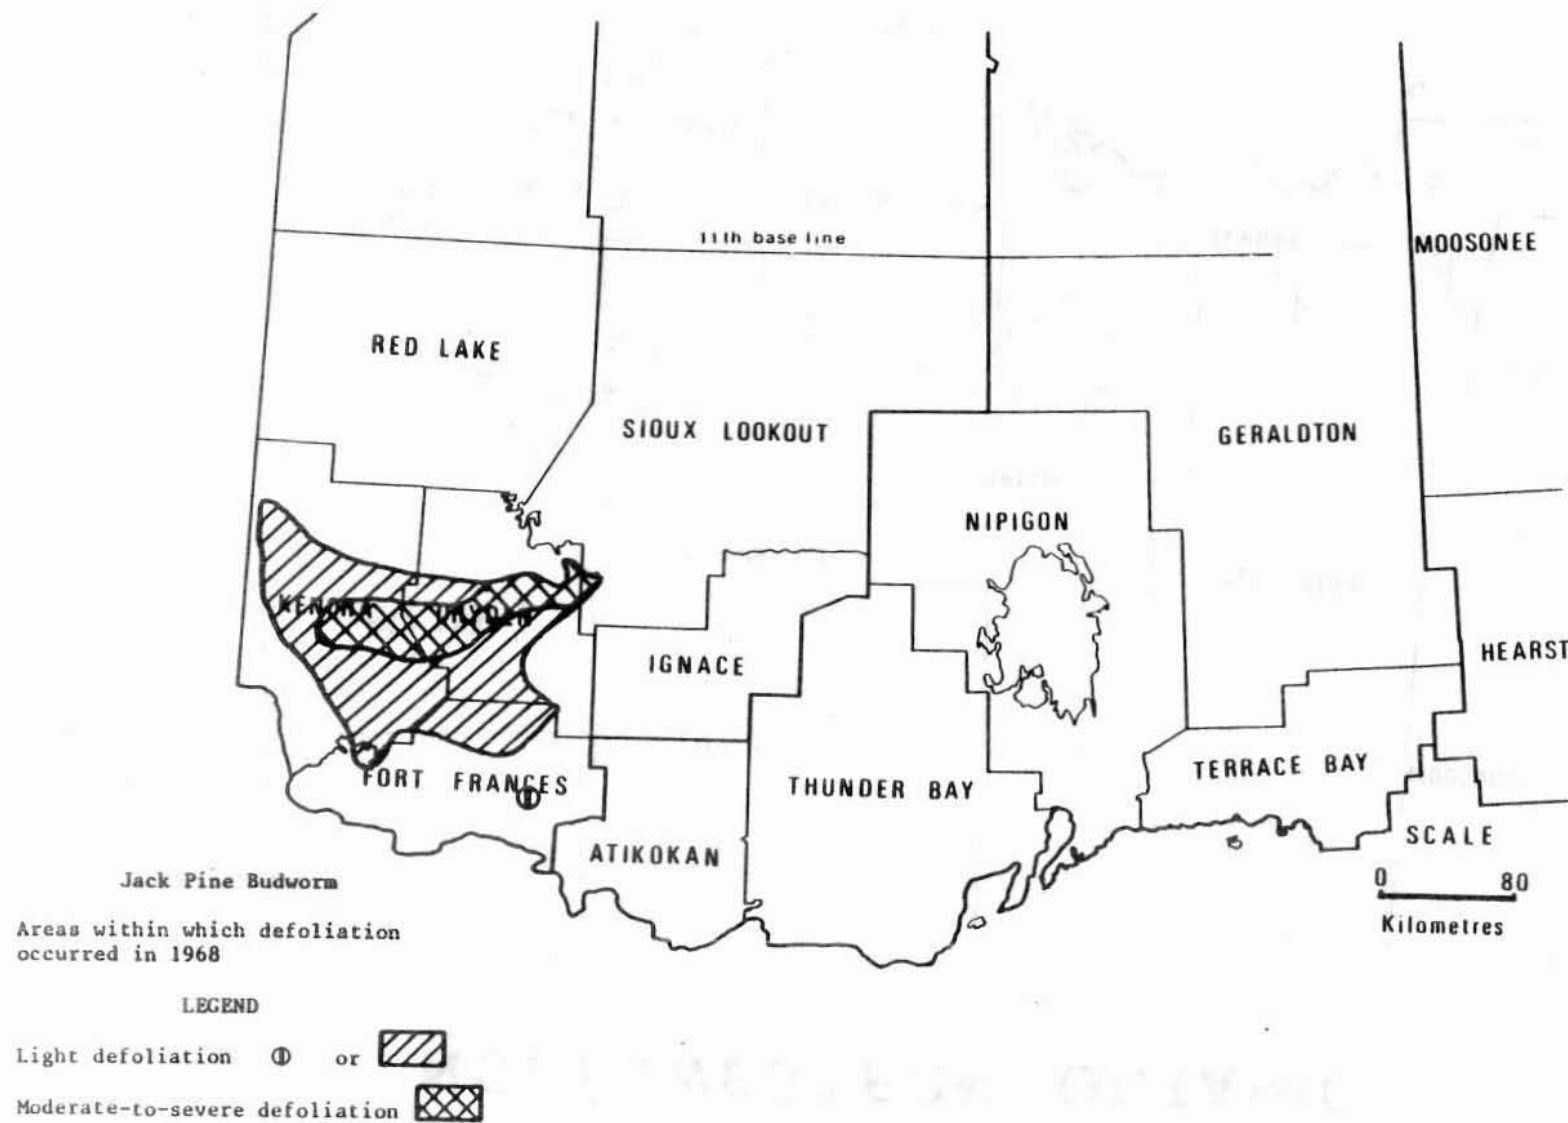 11th base line
MOOSONEE
RED LAKE
SIOUX LOOKOUT
GERALDTON
NIPIGON
KENORA
DRYDEN
IGNACE
HEARST
FORT FRANCES
THUNDER BAY
TERRACE BAY
ATIKOKAN
SCALE
0 80
Kilometres
Jack Pine Budworm
Areas within which defoliation
occurred in 1968
LEGEND
Light defoliation or
Moderate-to-severe defoliation